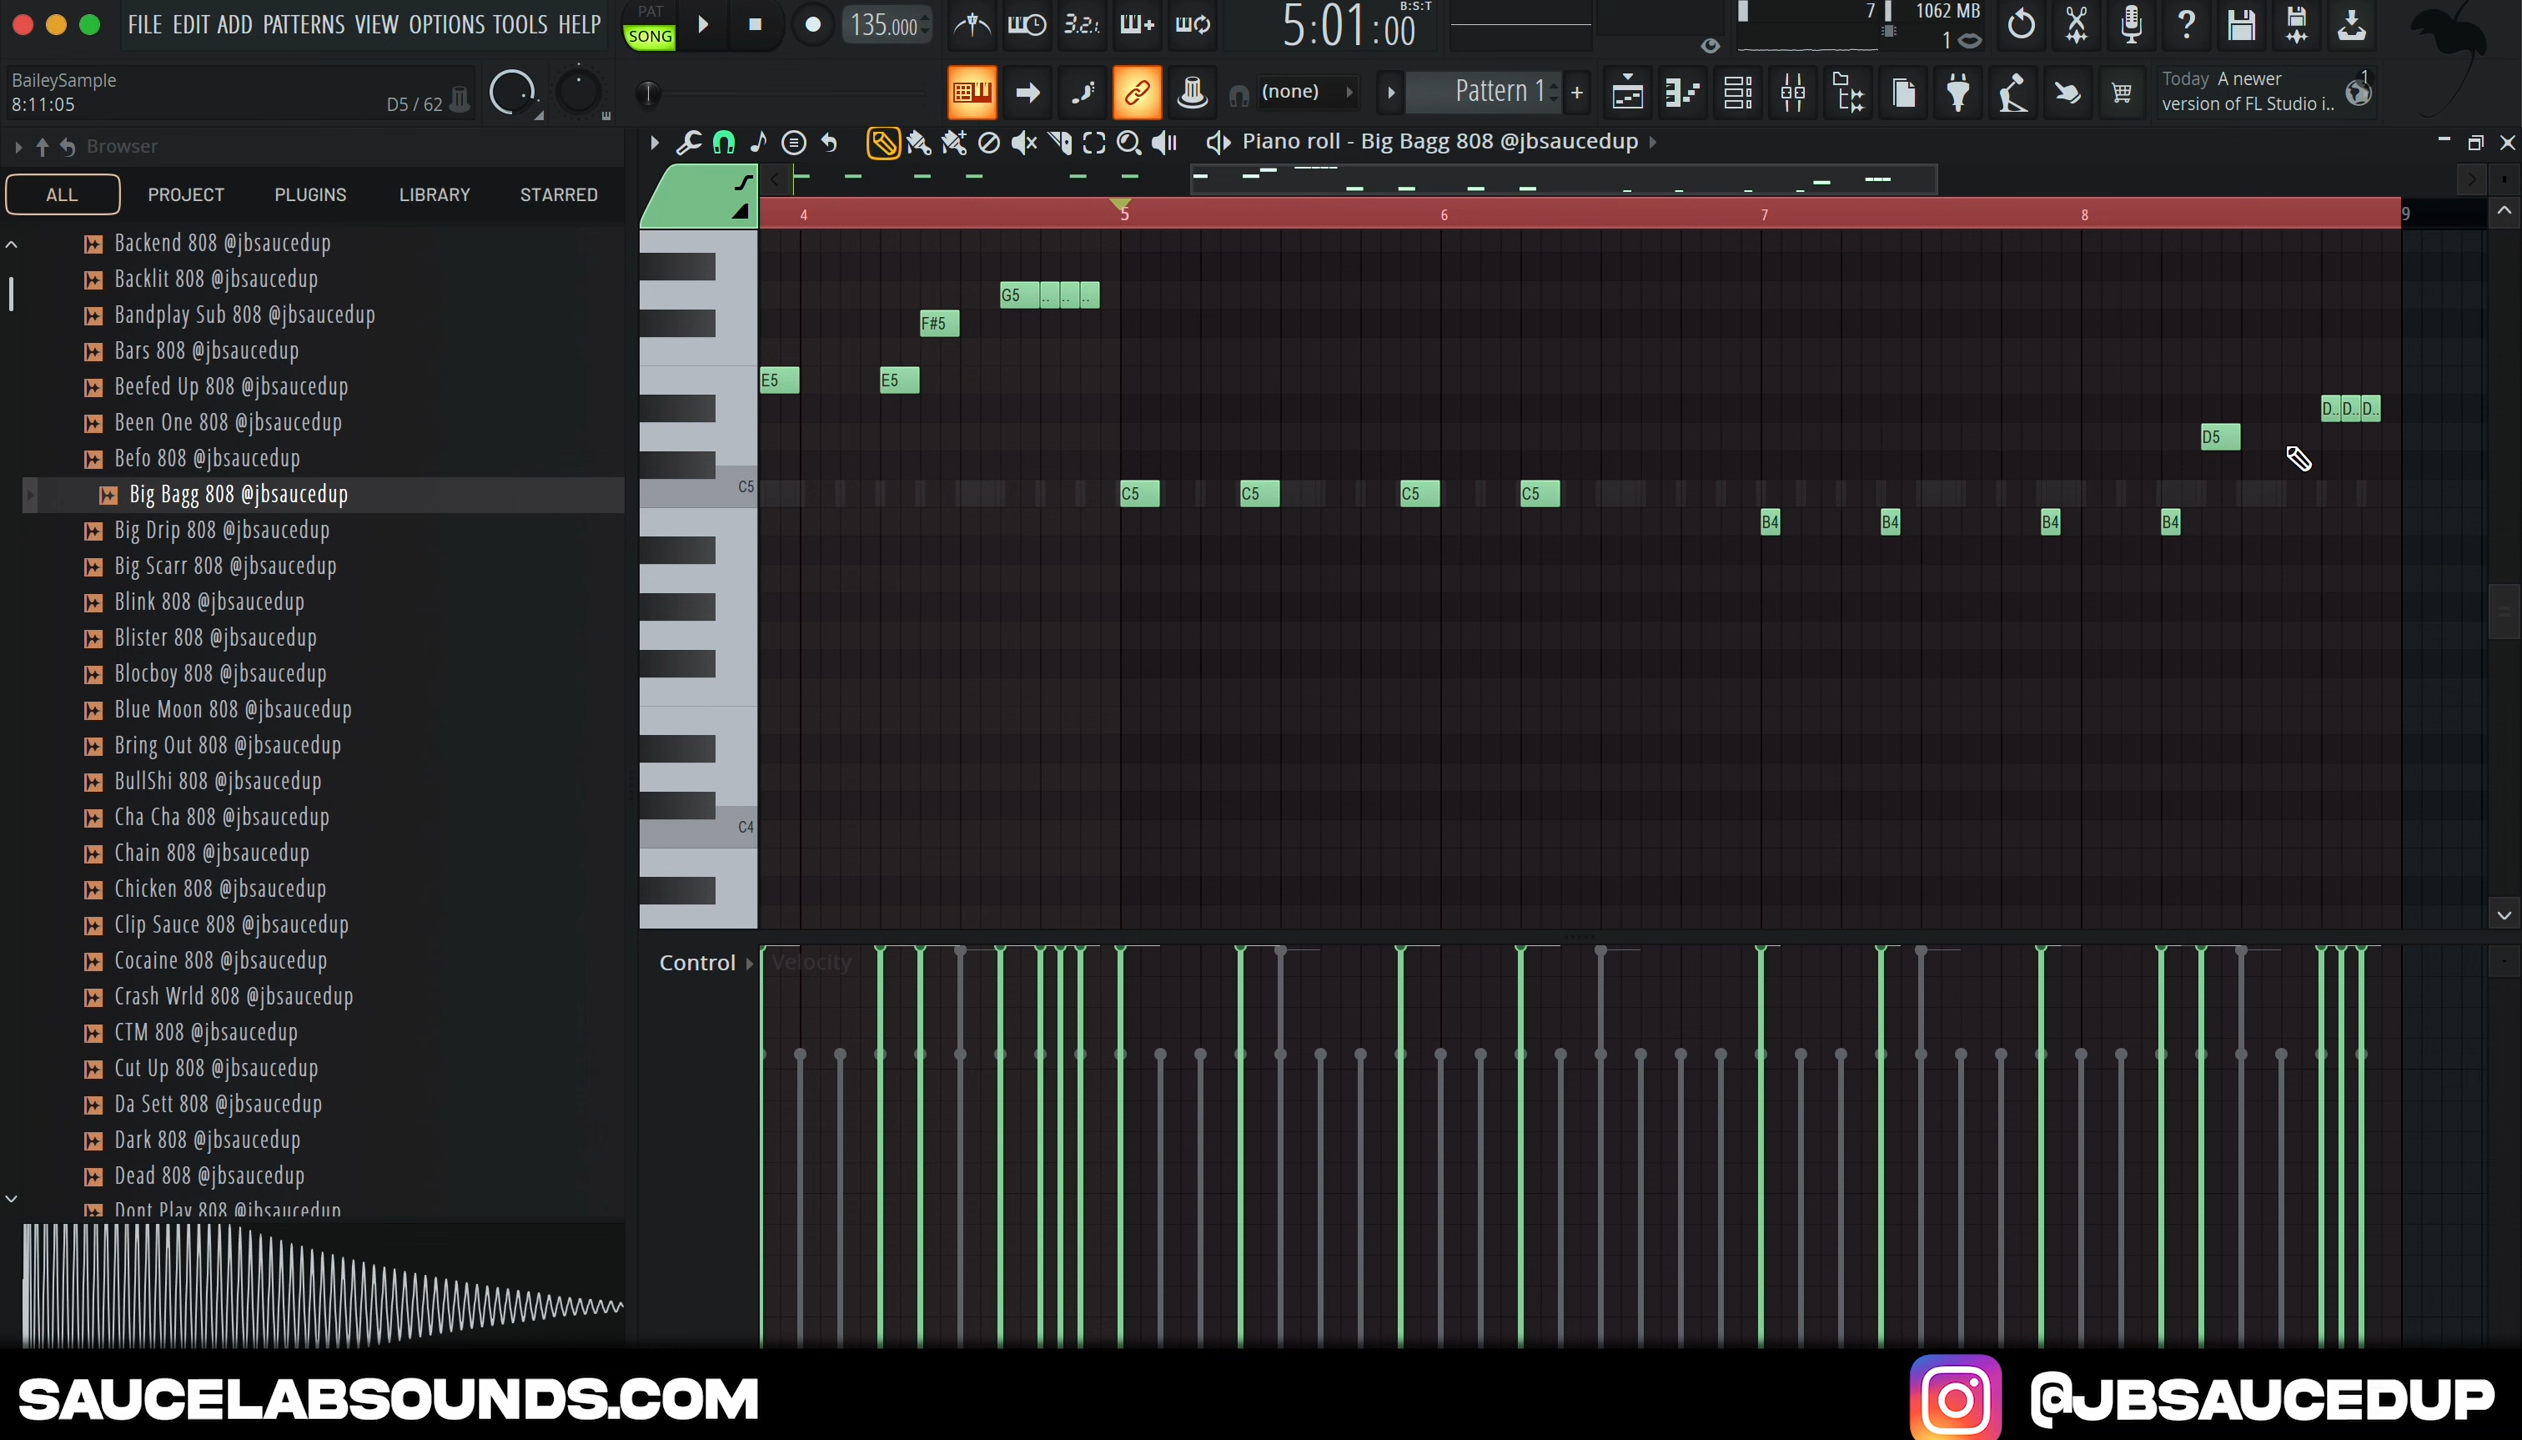 FILE EDIT ADD PATTERNS VIEW OPTIONS TOOLS HELP
PAT
SONG
135.000
3.2.
5:01:00
B:S:T
7
1062 MB
1
BaileySample
8:11:05
D5 / 62
(none)
Pattern 1
Today A newer
version of FL Studio i..
1
Browser
Piano roll - Big Bagg 808 @jbsaucedup
ALL
PROJECT
PLUGINS
LIBRARY
STARRED
Backend 808 @jbsaucedup
Backlit 808 @jbsaucedup
Bandplay Sub 808 @jbsaucedup
Bars 808 @jbsaucedup
Beefed Up 808 @jbsaucedup
Been One 808 @jbsaucedup
Befo 808 @jbsaucedup
Big Bagg 808 @jbsaucedup
Big Drip 808 @jbsaucedup
Big Scarr 808 @jbsaucedup
Blink 808 @jbsaucedup
Blister 808 @jbsaucedup
Blocboy 808 @jbsaucedup
Blue Moon 808 @jbsaucedup
Bring Out 808 @jbsaucedup
BullShi 808 @jbsaucedup
Cha Cha 808 @jbsaucedup
Chain 808 @jbsaucedup
Chicken 808 @jbsaucedup
Clip Sauce 808 @jbsaucedup
Cocaine 808 @jbsaucedup
Crash Wrld 808 @jbsaucedup
CTM 808 @jbsaucedup
Cut Up 808 @jbsaucedup
Da Sett 808 @jbsaucedup
Dark 808 @jbsaucedup
Dead 808 @jbsaucedup
Dont Play 808 @jbsaucedup
4 5 6 7 8 9
G5 .. .. ..
F#5
E5 E5
D.. D.. D..
D5
C5
C5 C5 C5 C5
B4 B4 B4 B4
C4
Control
Velocity
SAUCELABSOUNDS.COM
@JBSAUCEDUP